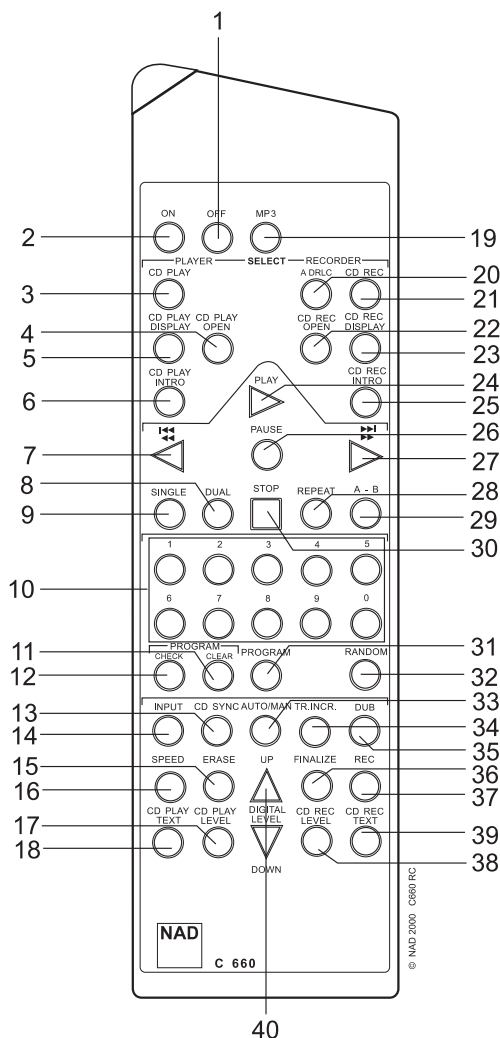 1
ON OFF MP3
2 19
PLAYER SELECT RECORDER
CD PLAY A DRLC CD REC
3 20
21
CD PLAY DISPLAY CD PLAY OPEN CD REC OPEN CD REC DISPLAY
4 22
5 23
CD PLAY INTRO PLAY CD REC INTRO
6 24
25
PAUSE
7 26
27
SINGLE DUAL STOP REPEAT A - B
8 28
9 29
30
1 2 3 4 5
10
6 7 8 9 0
PROGRAM
CHECK CLEAR PROGRAM RANDOM
11 31
12 32
INPUT CD SYNC AUTO/MAN TR.INCR. DUB
13 33
14 34
35
SPEED ERASE UP FINALIZE REC
15 36
16 37
CD PLAY TEXT CD PLAY LEVEL DIGITAL LEVEL CD REC LEVEL CD REC TEXT
17 39
18 38
DOWN
NAD
C 660
© NAD 2000 C660 RC
40